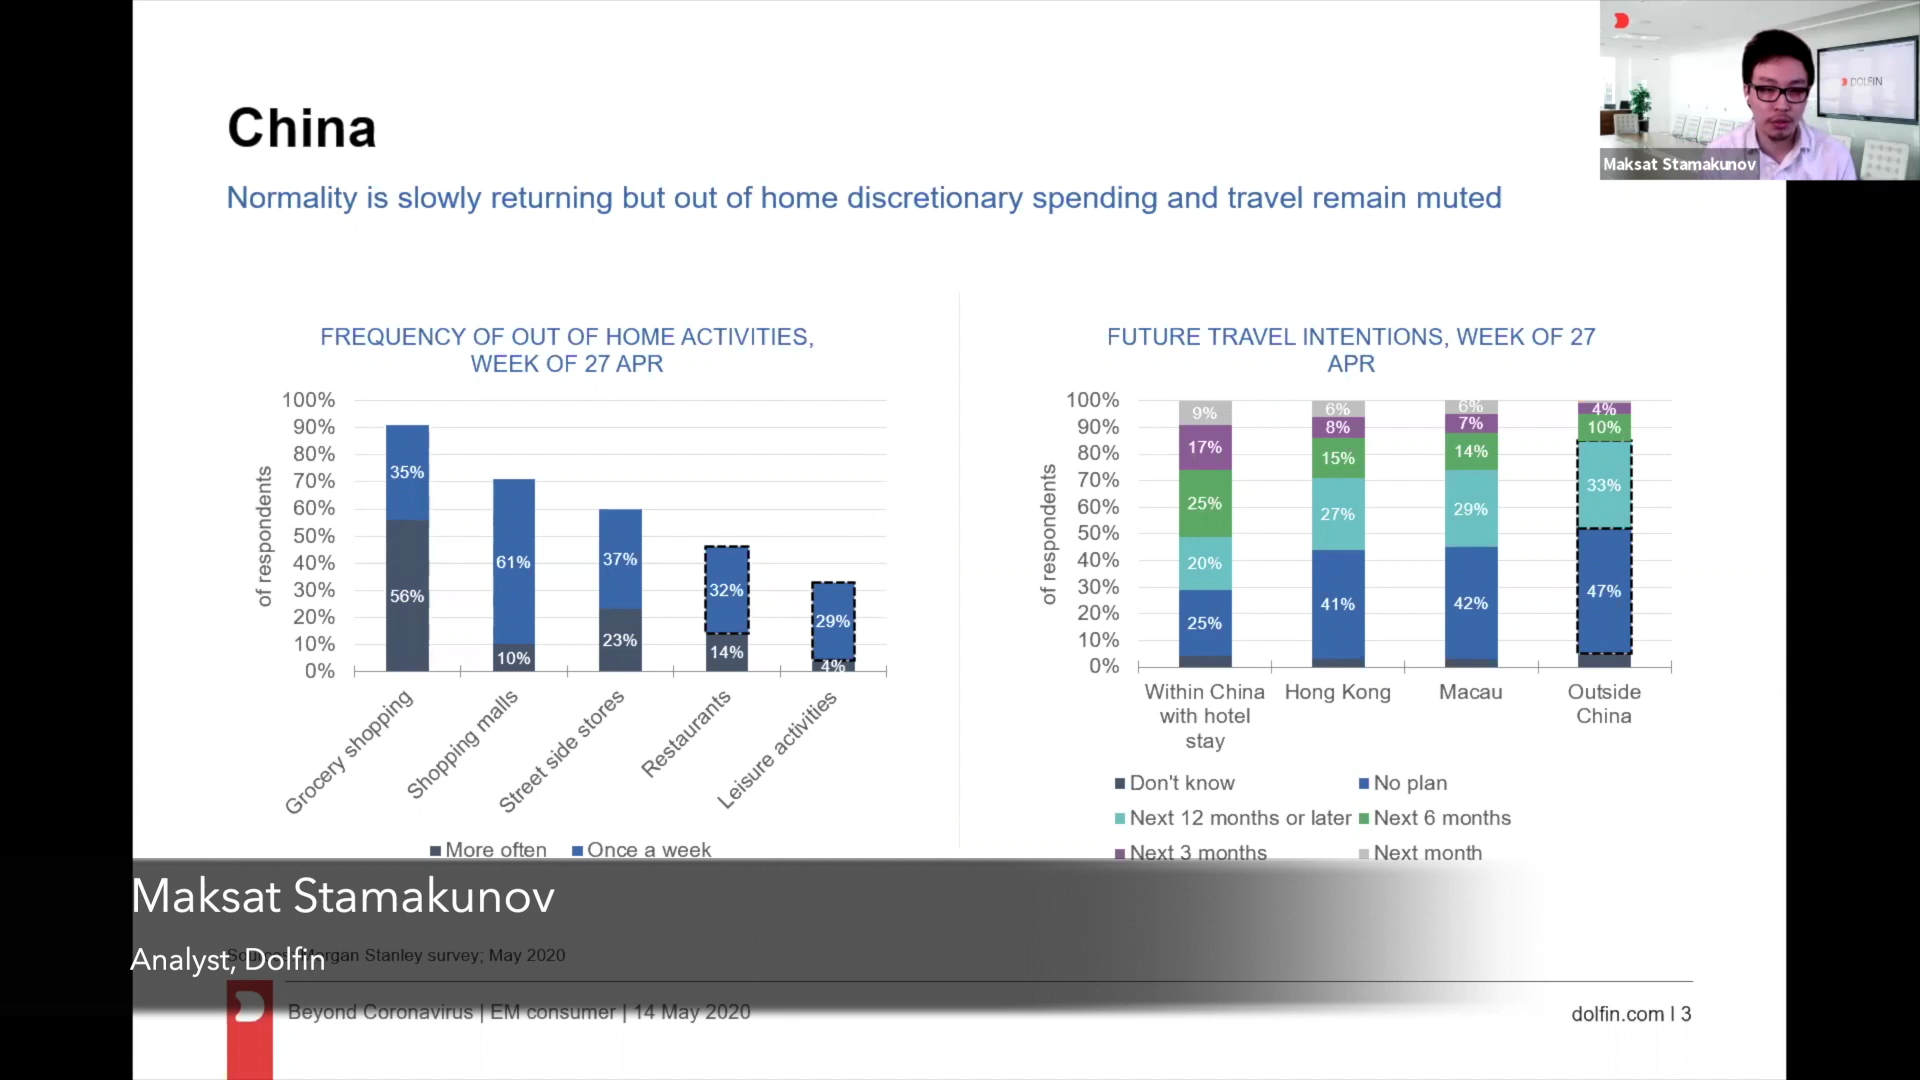 China
Normality is slowly returning but out of home discretionary spending and travel remain muted
DOLFIN
Maksat Stamakunov
FREQUENCY OF OUT OF HOME ACTIVITIES,
WEEK OF 27 APR
of respondents
100%
90%
80%
70%
60%
50%
40%
30%
20%
10%
0%
35%
56%
61%
10%
37%
23%
32%
14%
29%
4%
Grocery shopping
Shopping malls
Street side stores
Restaurants
Leisure activities
More often Once a week
FUTURE TRAVEL INTENTIONS, WEEK OF 27
APR
of respondents
100%
90%
80%
70%
60%
50%
40%
30%
20%
10%
0%
9%
17%
25%
20%
25%
6%
8%
15%
27%
41%
6%
7%
14%
29%
42%
4%
10%
33%
47%
Within China
with hotel
stay
Hong Kong
Macau
Outside
China
Don't know No plan
Next 12 months or later Next 6 months
Next 3 months Next month
Maksat Stamakunov
Analyst, Dolfin
Morgan Stanley survey; May 2020
Beyond Coronavirus | EM consumer | 14 May 2020
dolfin.com | 3